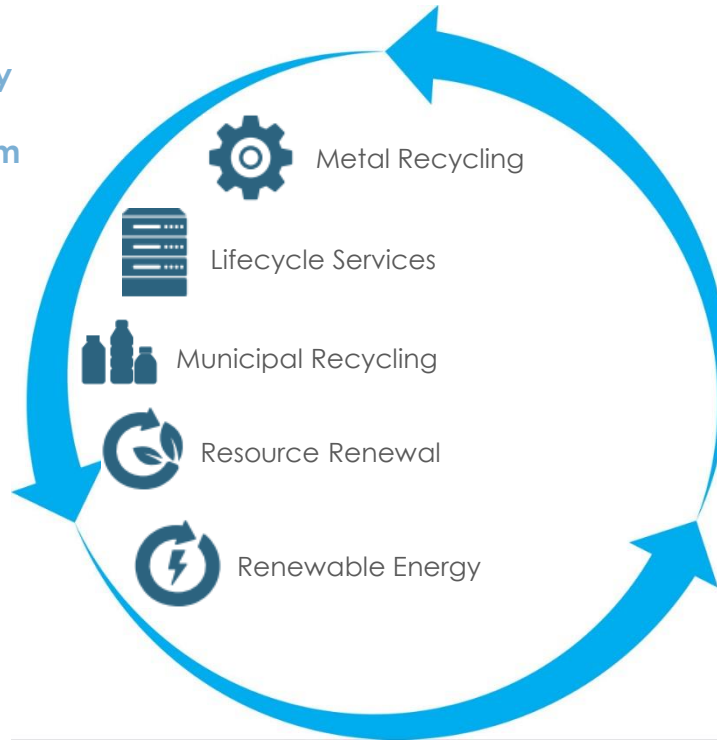 y
m
Metal Recycling
Lifecycle Services
Municipal Recycling
Resource Renewal
Renewable Energy